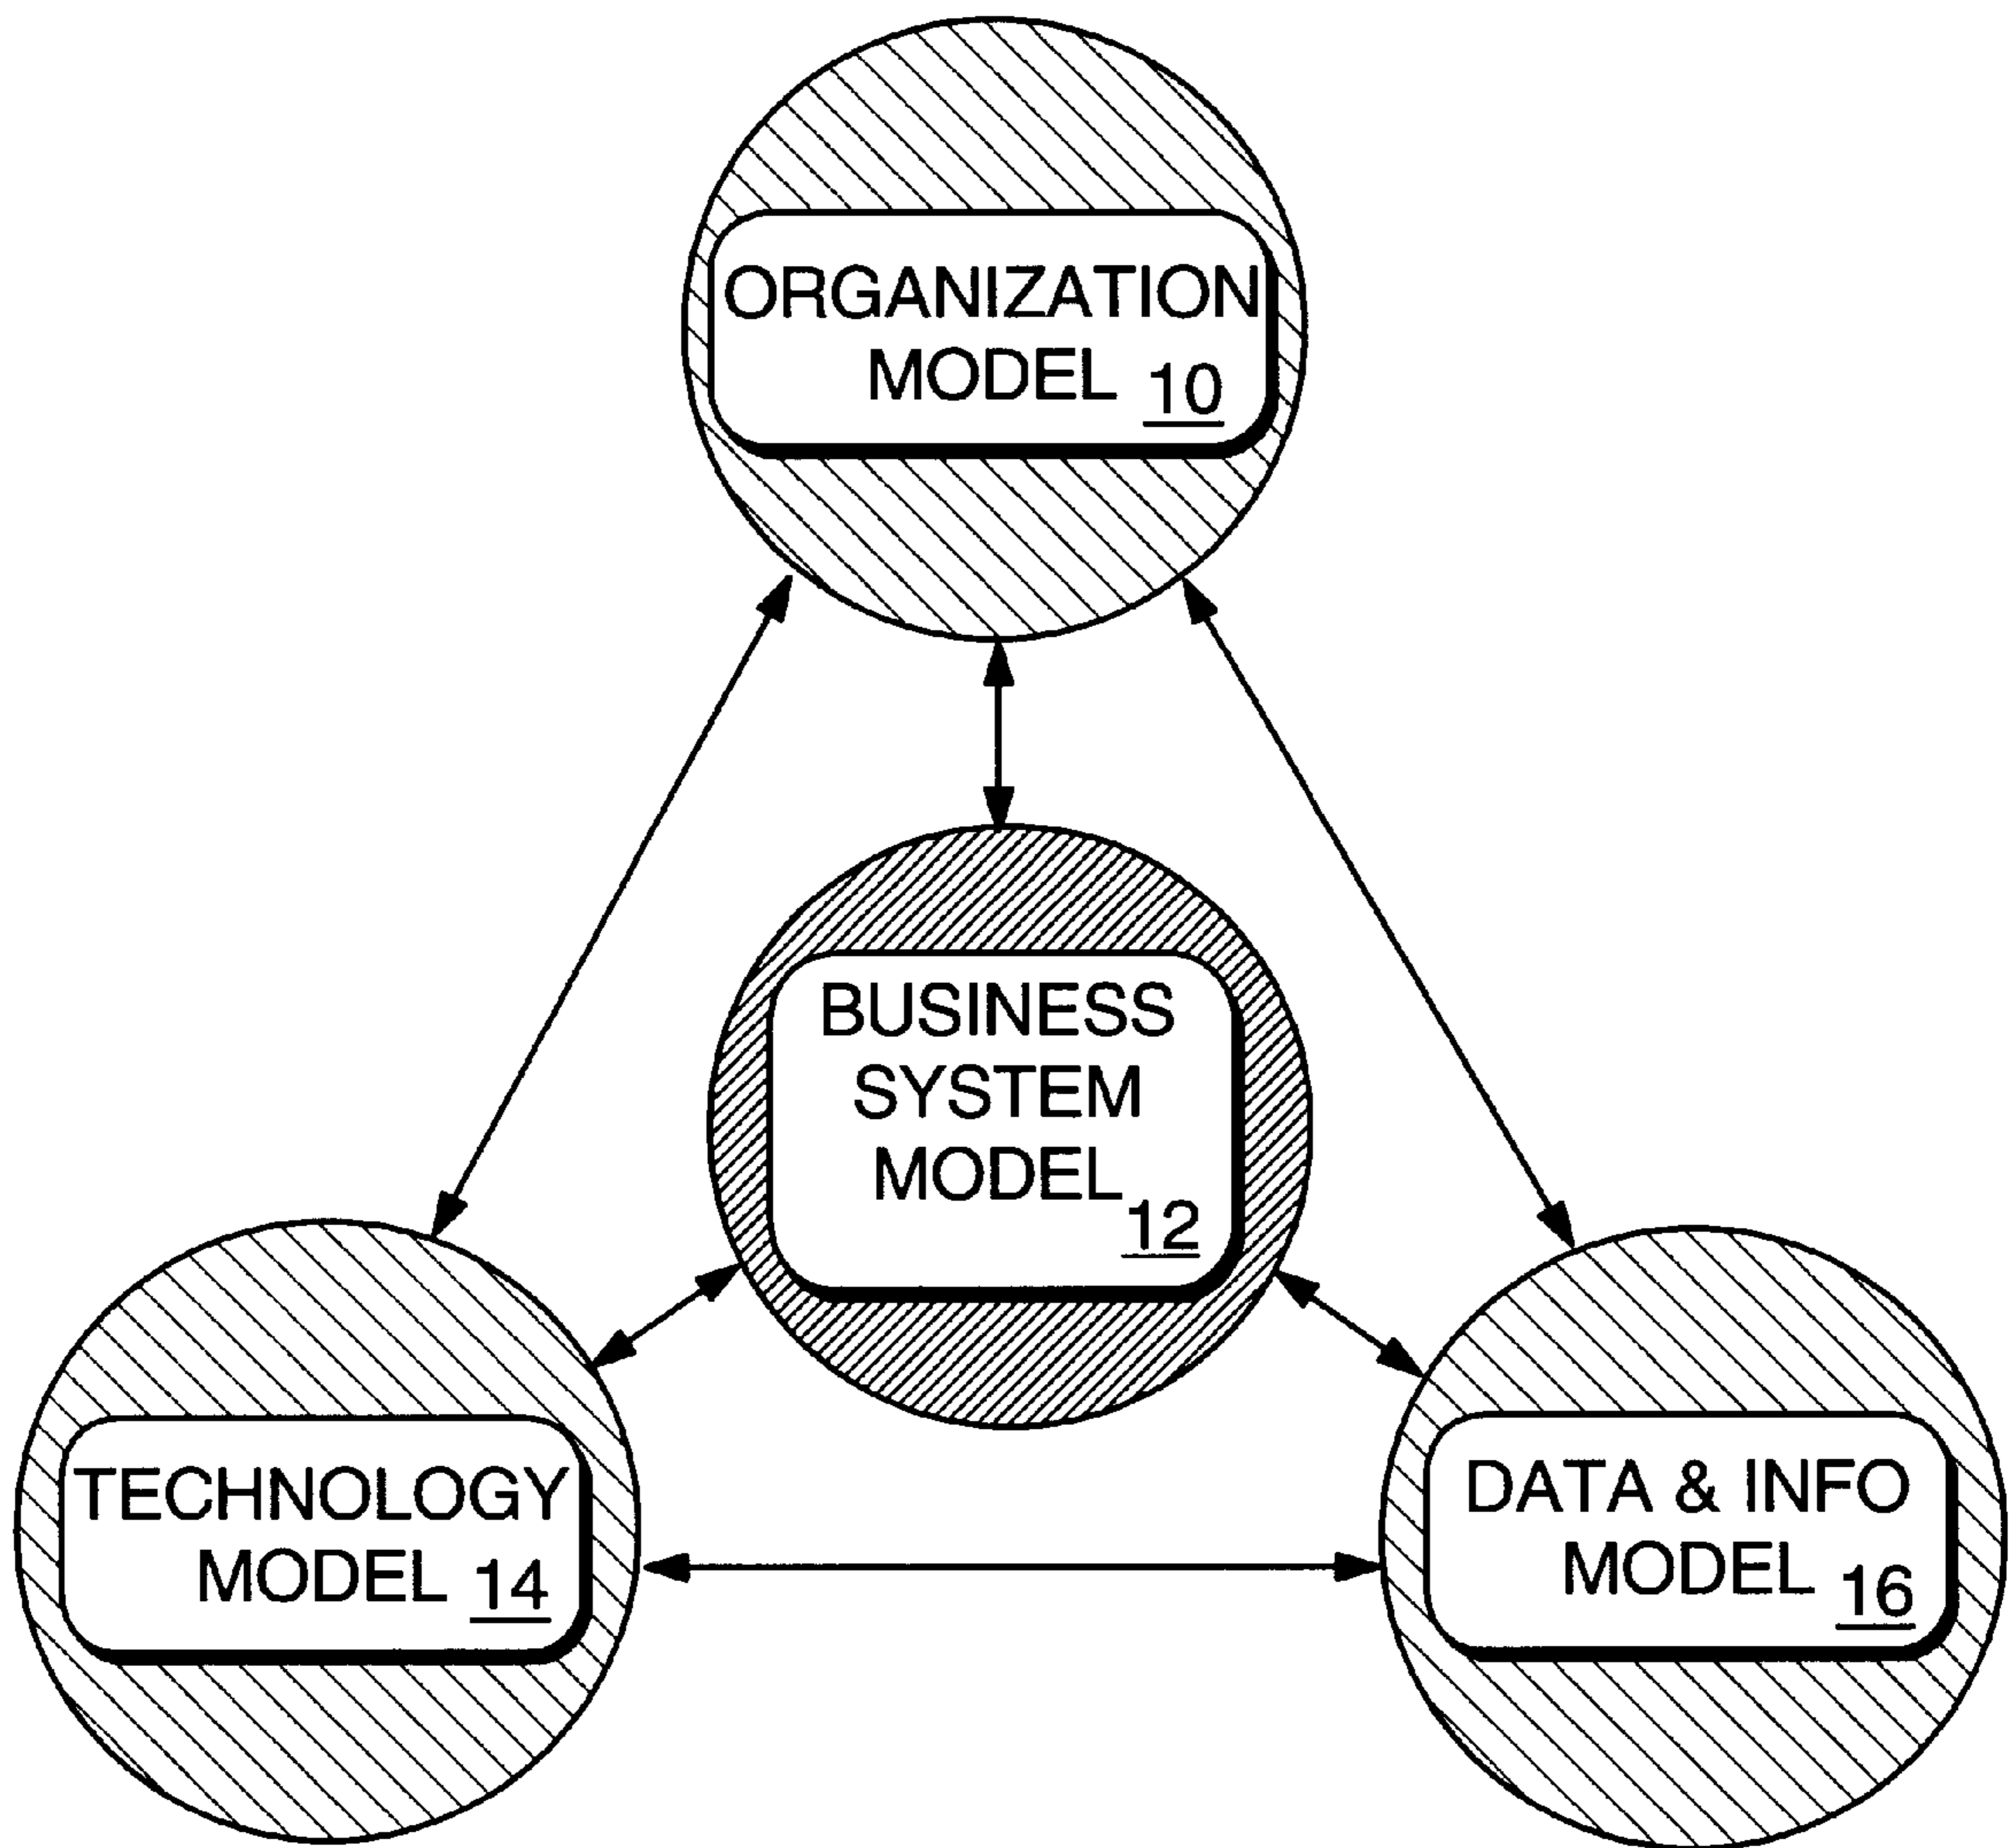 ORGANIZATION
MODEL 10
BUSINESS
SYSTEM
MODEL
12
TECHNOLOGY
MODEL 14
DATA & INFO
MODEL 16